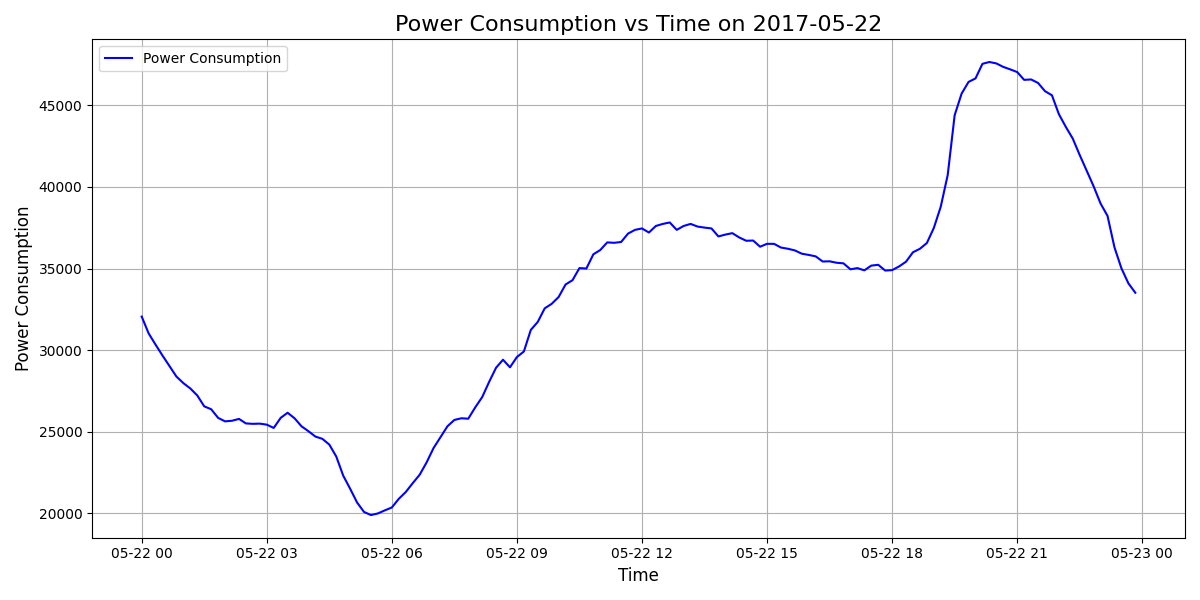 Power Consumption vs Time on 2017-05-22
Power Consumption
Power Consumption
45000
40000
35000
30000
25000
20000
05-22 00 05-22 03 05-22 06 05-22 09 05-22 12 05-22 15 05-22 18 05-22 21 05-23 00
Time